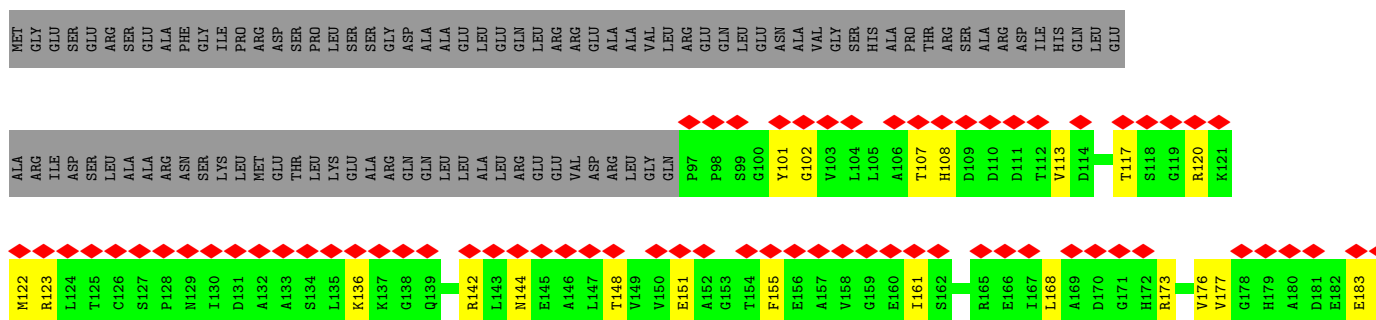 MET GLY GLU SER GLU ARG SER GLU ALA PHE GLY ILE PRO ARG ASP SER PRO LEU SER SER GLY ASP ALA ALA GLU LEU GLU GLN LEU ARG ARG GLU ALA ALA VAL LEU ARG GLU GLN LEU GLU ASN ALA VAL GLY SER HIS ALA PRO THR ARG SER ALA ARG ASP ILE HIS GLN LEU GLU
ALA ARG ILE ASP SER LEU ALA ALA ARG ASN SER LYS LEU MET GLU THR LEU LYS GLU ALA ARG GLN GLN LEU LEU ALA LEU ARG GLU GLU VAL ASP ARG LEU GLY GLN P97 P98 S99 G100 Y101 G102 V103 L104 L105 A106 T107 H108 D109 D110 D111 T112 V113 D114 T117 S118 G119 R120 K121
M122 R123 L124 T125 C126 S127 P128 N129 I130 D131 A132 A133 S134 L135 K136 K137 G138 Q139 R142 L143 N144 E145 A146 L147 T148 V149 V150 E151 A152 G153 T154 F155 E156 A157 V158 G159 E160 I161 S162 R165 E166 I167 L168 A169 D170 G171 H172 R173 V176 V177 G178 H179 A180 D181 E182 E183